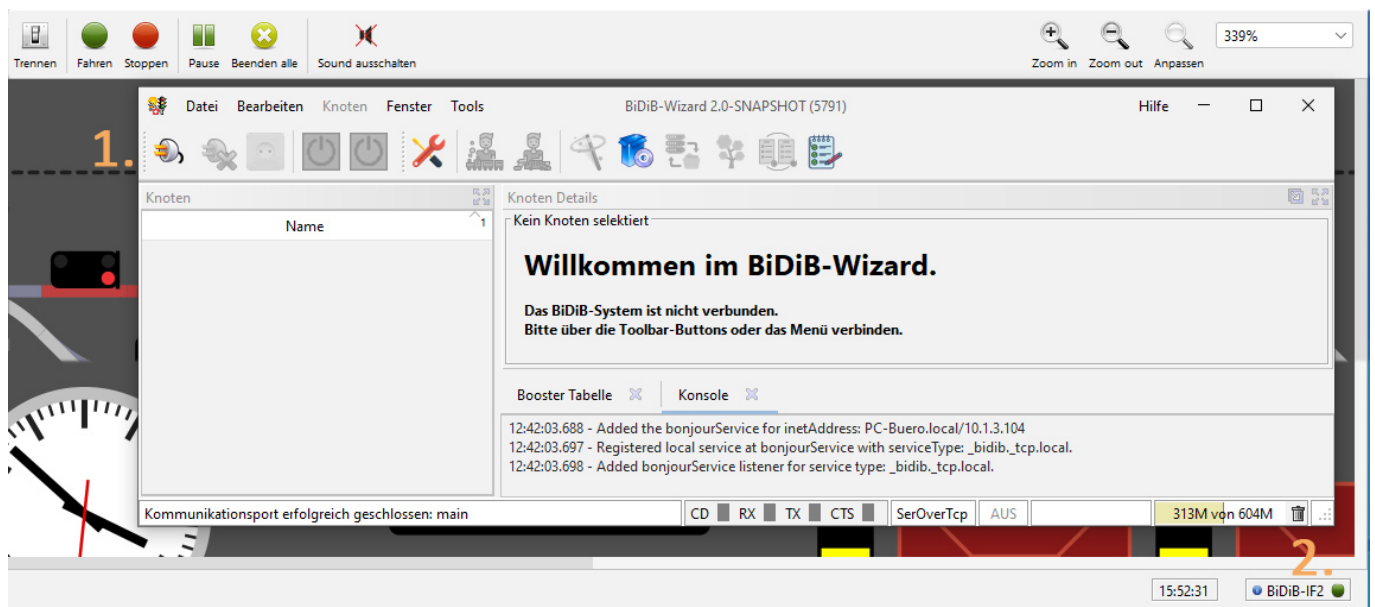 339%
Trennen Fahren Stoppen Pause Beenden alle Sound ausschalten Zoom in Zoom out Anpassen
Datei Bearbeiten Knoten Fenster Tools BiDiB-Wizard 2.0-SNAPSHOT (5791) Hilfe
1.
Knoten
Name 1
Knoten Details
Kein Knoten selektiert
Willkommen im BiDiB-Wizard.
Das BiDiB-System ist nicht verbunden.
Bitte über die Toolbar-Buttons oder das Menü verbinden.
Booster Tabelle Konsole
12:42:03.688 - Added the bonjourService for inetAddress: PC-Buero.local/10.1.3.104
12:42:03.697 - Registered local service at bonjourService with serviceType: _bidib._tcp.local.
12:42:03.698 - Added bonjourService listener for service type: _bidib._tcp.local.
Kommunikationsport erfolgreich geschlossen: main CD RX TX CTS SerOverTcp AUS 313M von 604M
2.
15:52:31 BiDiB-IF2